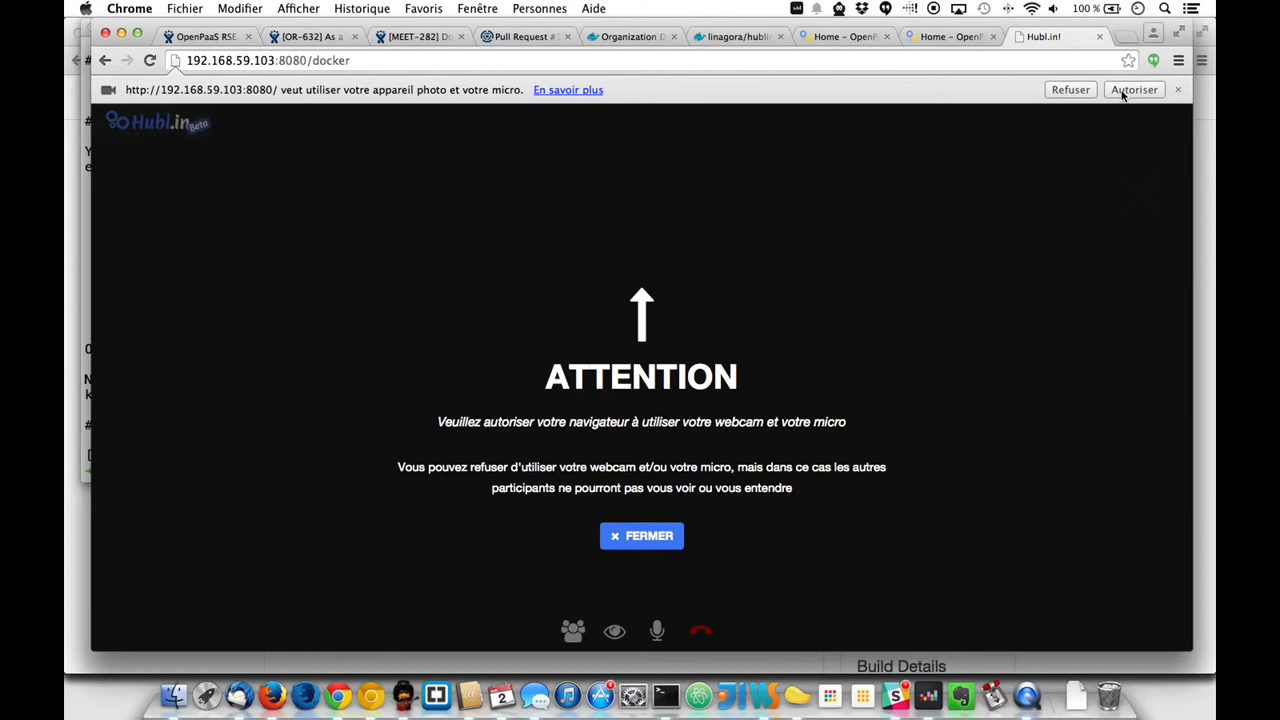 Chrome Fichier Modifier Afficher Historique Favoris Fenêtre Personnes Aide 100 %
OpenPaaS RSE [OR-632] As a [MEET-282] Do Pull Request # Organization D linagora/hublin Home – OpenP Home – OpenP Hubl.in!
192.168.59.103:8080/docker
http://192.168.59.103:8080/ veut utiliser votre appareil photo et votre micro. En savoir plus Refuser Autoriser
Hubl.in Beta
ATTENTION
Veuillez autoriser votre navigateur à utiliser votre webcam et votre micro
Vous pouvez refuser d'utiliser votre webcam et/ou votre micro, mais dans ce cas les autres
participants ne pourront pas vous voir ou vous entendre
FERMER
Build Details
2